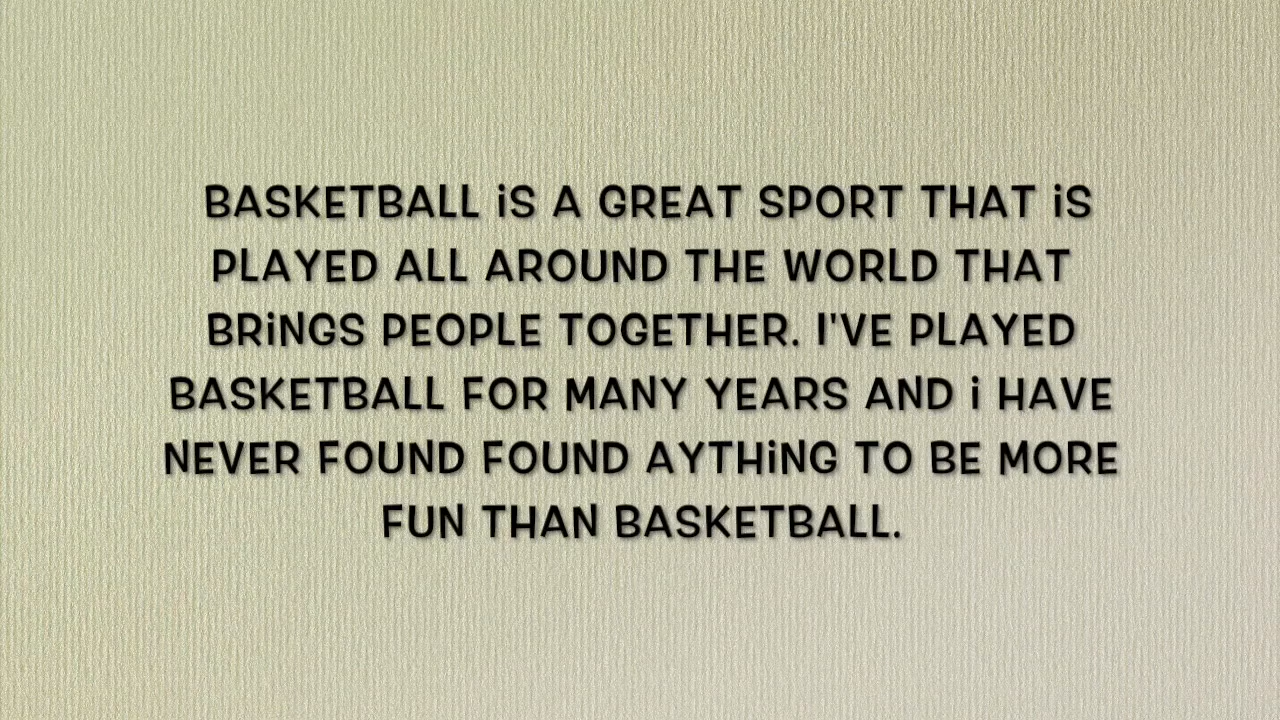 BASKETBALL iS A GREAT SPORT THAT iS
PLAYED ALL AROUND THE WORLD THAT
BRiNGS PEOPLE TOGETHER. I'VE PLAYED
BASKETBALL FOR MANY YEARS AND i HAVE
NEVER FOUND FOUND AYTHiNG TO BE MORE
FUN THAN BASKETBALL.